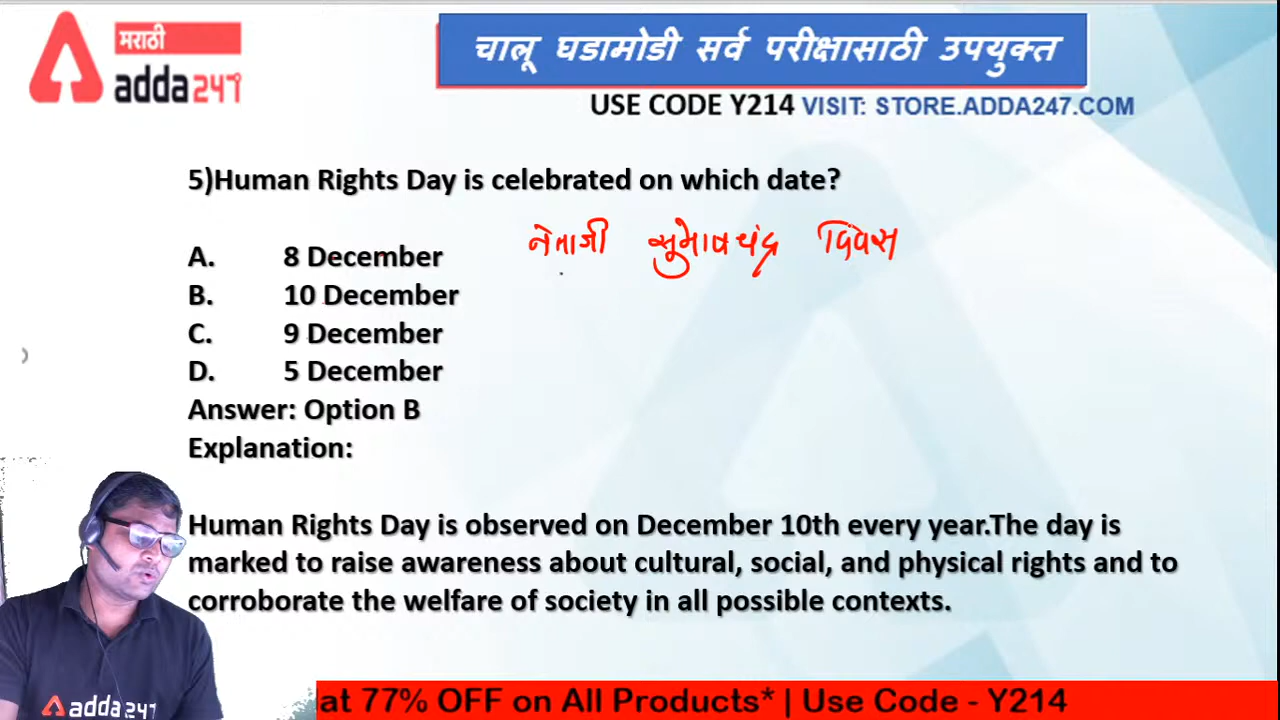 मराठी
adda247
चालू घडामोडी सर्व परीक्षासाठी उपयुक्त
USE CODE Y214 VISIT: STORE.ADDA247.COM
5)Human Rights Day is celebrated on which date?
नेताजी सुभाषचंद्र दिवस
A. 8 December
B. 10 December
C. 9 December
D. 5 December
Answer: Option B
Explanation:
Human Rights Day is observed on December 10th every year.The day is
marked to raise awareness about cultural, social, and physical rights and to
corroborate the welfare of society in all possible contexts.
adda247
at 77% OFF on All Products* | Use Code - Y214